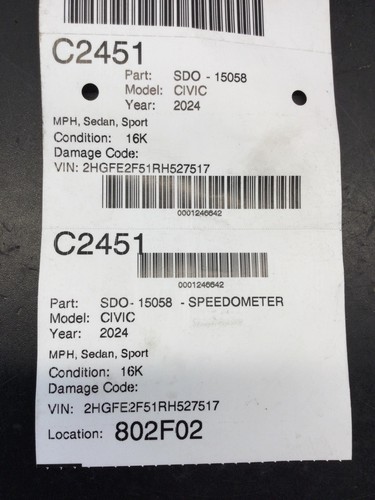 C2451
Part: SDO - 15058
Model: CIVIC
Year: 2024
MPH, Sedan, Sport
Condition: 16K
Damage Code:
VIN: 2HGFE2F51RH527517
0001246642
C2451
0001246642
Part: SDO - 15058 - SPEEDOMETER
Model: CIVIC
Year: 2024
MPH, Sedan, Sport
Condition: 16K
Damage Code:
VIN: 2HGFE2F51RH527517
Location: 802F02